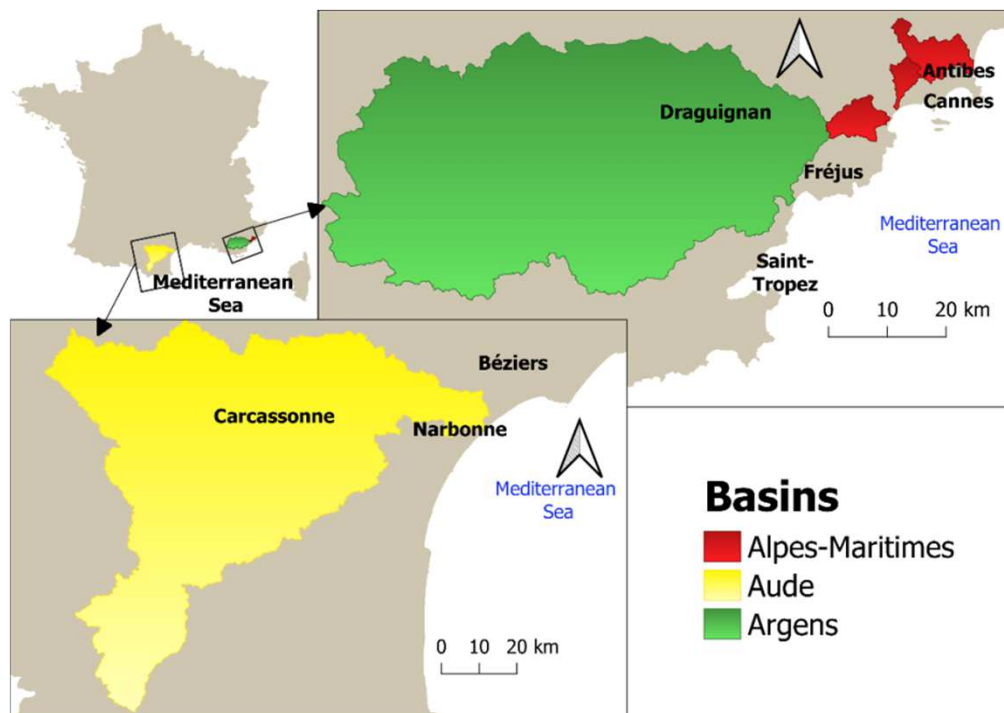 Mediterranean
Sea
Draguignan
Antibes
Cannes
Fréjus
Mediterranean
Sea
Saint-
Tropez
0 10 20 km
Béziers
Carcassonne
Narbonne
Mediterranean
Sea
0 10 20 km
Basins
Alpes-Maritimes
Aude
Argens